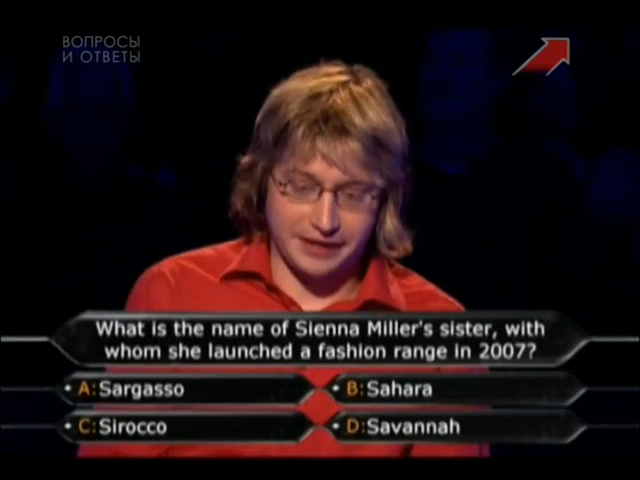 ВОПРОСЫ
И ОТВЕТЫ
What is the name of Sienna Miller's sister, with
whom she launched a fashion range in 2007?
A: Sargasso
B: Sahara
C: Sirocco
D: Savannah